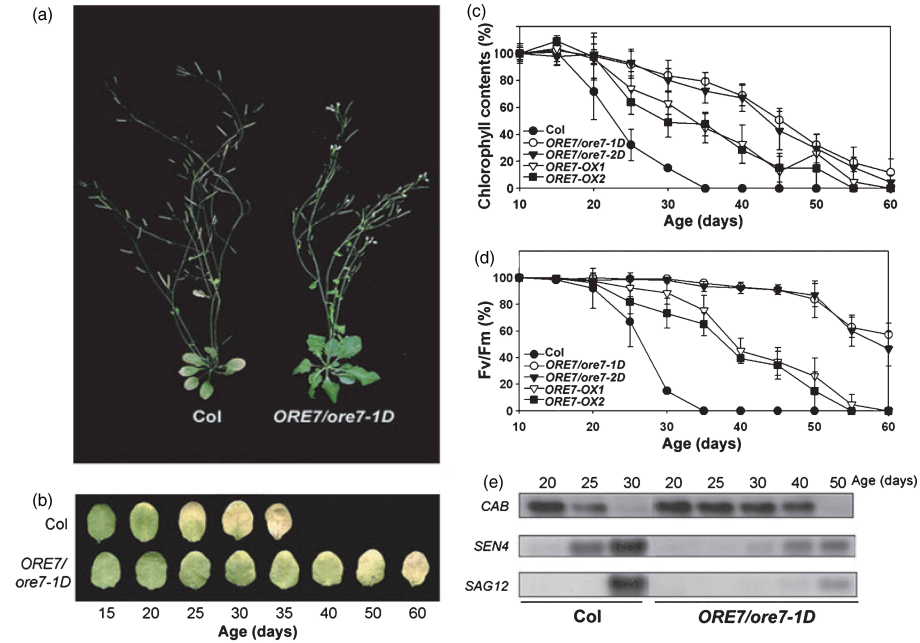 (a)
Col
ORE7/ore7-1D
(b)
Col
ORE7/
ore7-1D
15 20 25 30 35 40 50 60
Age (days)
(c)
Chlorophyll contents (%)
100
80
60
40
20
0
Col
ORE7/ore7-1D
ORE7/ore7-2D
ORE7-OX1
ORE7-OX2
10 20 30 40 50 60
Age (days)
(d)
Fv/Fm (%)
100
80
60
40
20
0
Col
ORE7/ore7-1D
ORE7/ore7-2D
ORE7-OX1
ORE7-OX2
10 20 30 40 50 60
Age (days)
(e)
20 25 30 20 25 30 40 50 Age (days)
CAB
SEN4
SAG12
Col
ORE7/ore7-1D